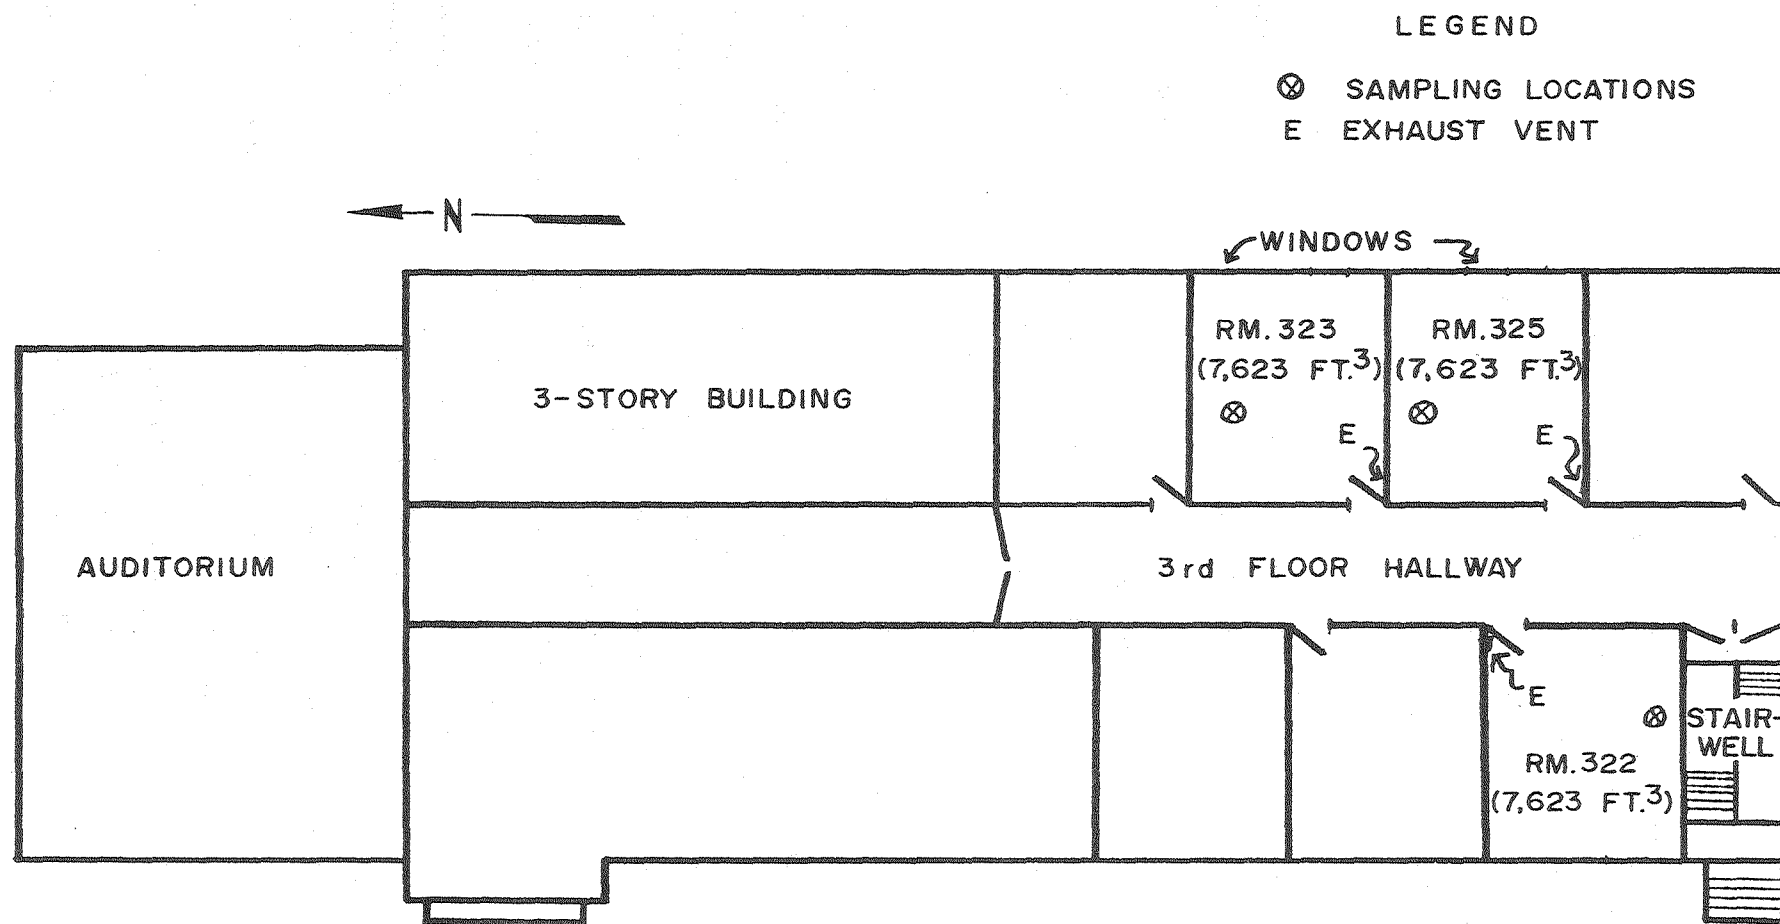 LEGEND
⊗ SAMPLING LOCATIONS
E EXHAUST VENT
N
WINDOWS
RM.323
(7,623 FT.³)
RM.325
(7,623 FT.³)
3-STORY BUILDING
E
E
AUDITORIUM
3rd FLOOR HALLWAY
E
STAIR-
WELL
RM.322
(7,623 FT.³)